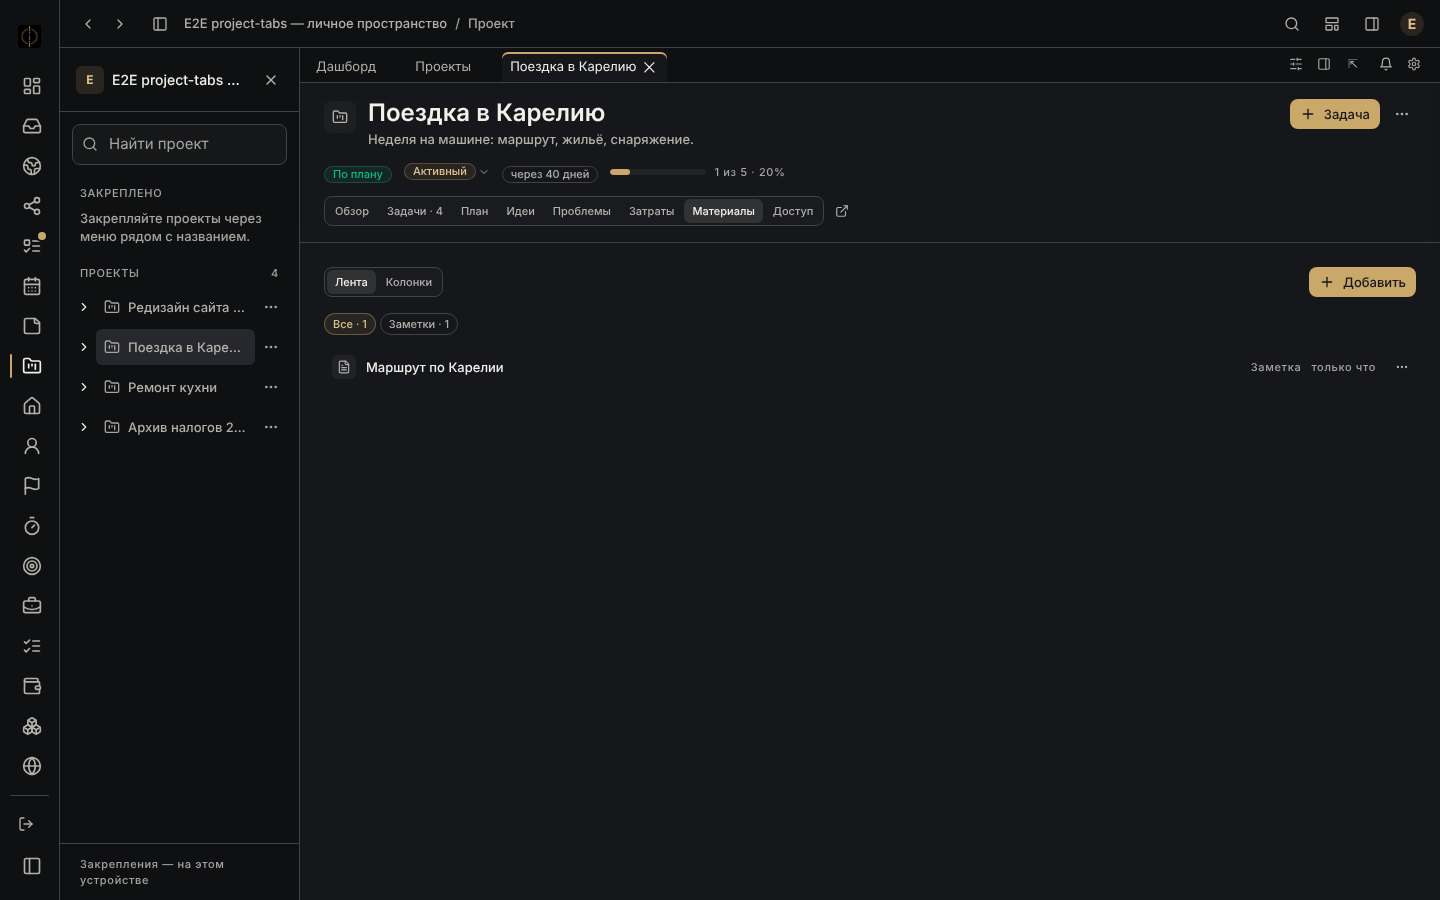 E2E project-tabs — личное пространство / Проект
E
E
E2E project-tabs ...
Найти проект
ЗАКРЕПЛЕНО
Закрепляйте проекты через
меню рядом с названием.
ПРОЕКТЫ 4
Редизайн сайта ...
Поездка в Каре...
Ремонт кухни
Архив налогов 2...
Закрепления — на этом
устройстве
Дашборд Проекты Поездка в Карелию
Поездка в Карелию
Неделя на машине: маршрут, жильё, снаряжение.
Задача
По плану Активный через 40 дней 1 из 5 · 20%
Обзор Задачи · 4 План Идеи Проблемы Затраты Материалы Доступ
Лента Колонки
Добавить
Все · 1 Заметки · 1
Маршрут по Карелии Заметка только что